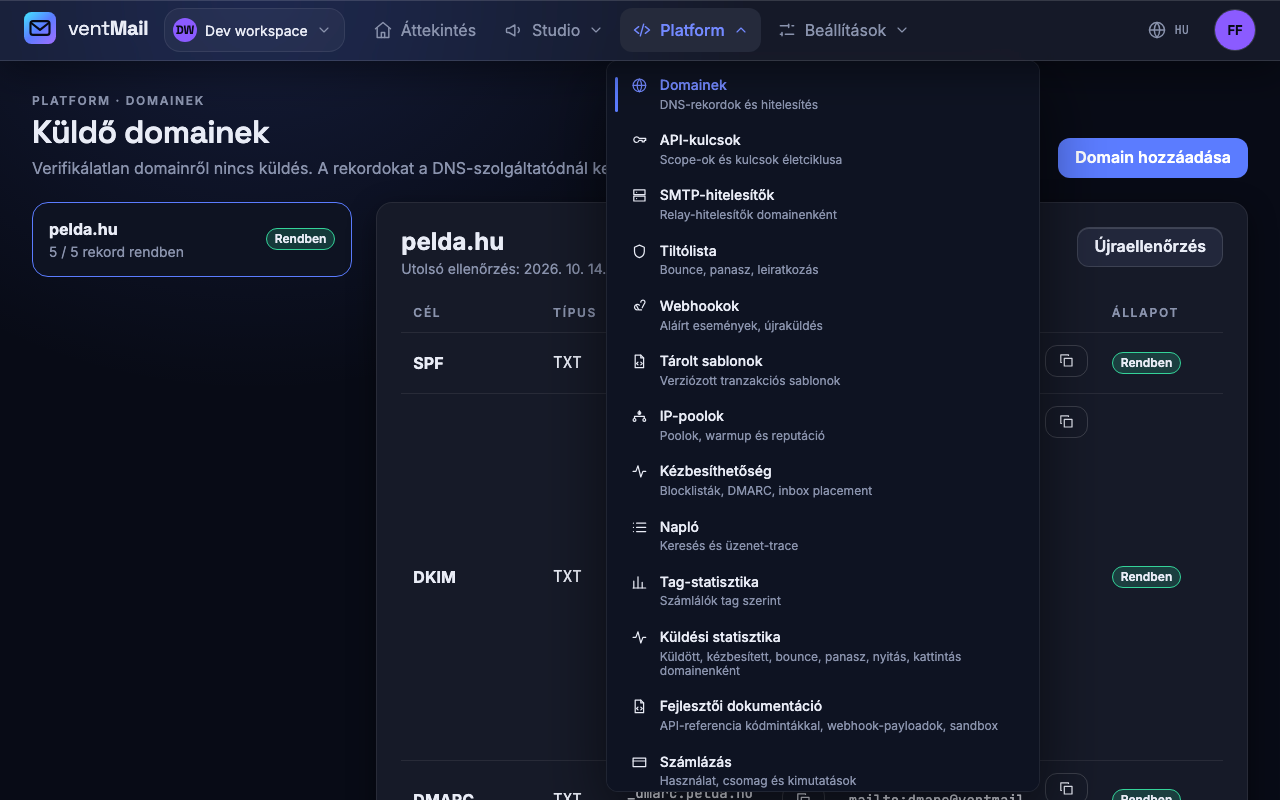 ventMail
DW Dev workspace
Áttekintés
Studio
Platform
Beállítások
HU
FF
PLATFORM · DOMAINEK
Küldő domainek
Verifikálatlan domainről nincs küldés. A rekordokat a DNS-szolgáltatódnál
Domain hozzáadása
pelda.hu
5 / 5 rekord rendben
Rendben
pelda.hu
Utolsó ellenőrzés: 2026. 10. 14.
Újraellenőrzés
CÉL TÍPUS ÁLLAPOT
SPF TXT Rendben
DKIM TXT Rendben
DMARC TXT _dmarc.pelda.hu mailto:dmarc@ventmail Rendben
Domainek
DNS-rekordok és hitelesítés
API-kulcsok
Scope-ok és kulcsok életciklusa
SMTP-hitelesítők
Relay-hitelesítők domainenként
Tiltólista
Bounce, panasz, leiratkozás
Webhookok
Aláírt események, újraküldés
Tárolt sablonok
Verziózott tranzakciós sablonok
IP-poolok
Poolok, warmup és reputáció
Kézbesíthetőség
Blocklisták, DMARC, inbox placement
Napló
Keresés és üzenet-trace
Tag-statisztika
Számlálók tag szerint
Küldési statisztika
Küldött, kézbesített, bounce, panasz, nyitás, kattintás
domainenként
Fejlesztői dokumentáció
API-referencia kódmintákkal, webhook-payloadok, sandbox
Számlázás
Használat, csomag és kimutatások